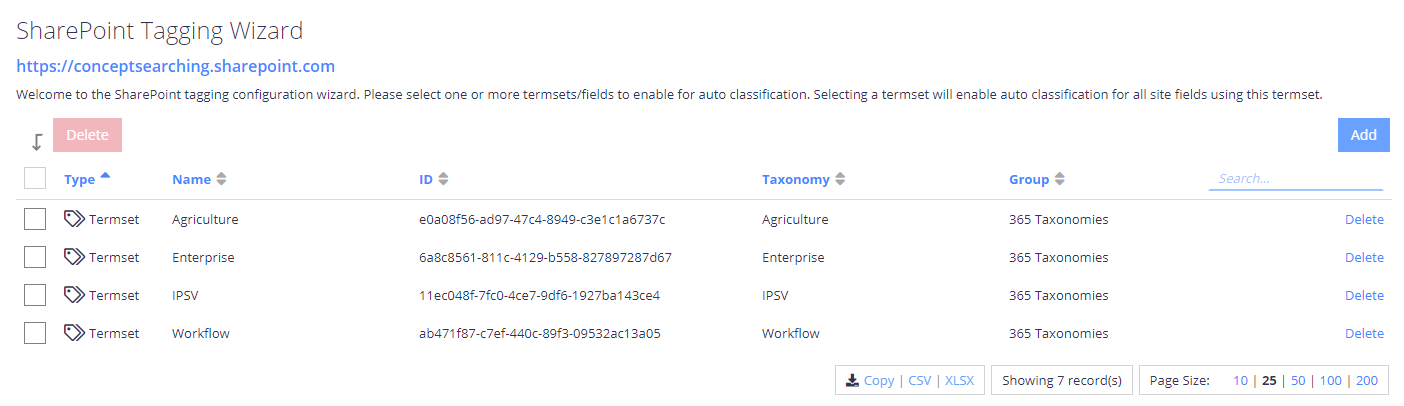 SharePoint Tagging Wizard
https://conceptsearching.sharepoint.com
Welcome to the SharePoint tagging configuration wizard. Please select one or more termsets/fields to enable for auto classification. Selecting a termset will enable auto classification for all site fields using this termset.
Delete Add
Type Name ID Taxonomy Group Search...
Termset Agriculture e0a08f56-ad97-47c4-8949-c3e1c1a6737c Agriculture 365 Taxonomies Delete
Termset Enterprise 6a8c8561-811c-4129-b558-827897287d67 Enterprise 365 Taxonomies Delete
Termset IPSV 11ec048f-7fc0-4ce7-9df6-1927ba143ce4 IPSV 365 Taxonomies Delete
Termset Workflow ab471f87-c7ef-440c-89f3-09532ac13a05 Workflow 365 Taxonomies Delete
Copy | CSV | XLSX Showing 7 record(s) Page Size: 10 | 25 | 50 | 100 | 200